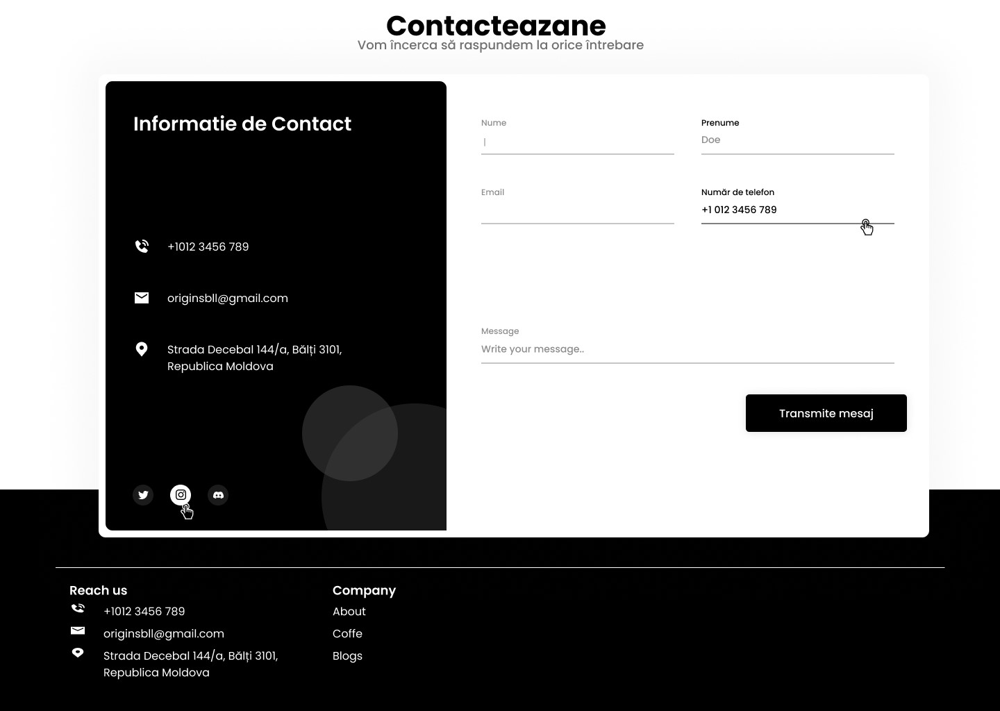 Contacteazane
Vom încerca să raspundem la orice întrebare
Informatie de Contact
+1012 3456 789
originsbll@gmail.com
Strada Decebal 144/a, Bălți 3101,
Republica Moldova
Nume
Prenume
Doe
Email
Număr de telefon
+1 012 3456 789
Message
Write your message..
Transmite mesaj
Reach us
+1012 3456 789
originsbll@gmail.com
Strada Decebal 144/a, Bălți 3101,
Republica Moldova
Company
About
Coffe
Blogs